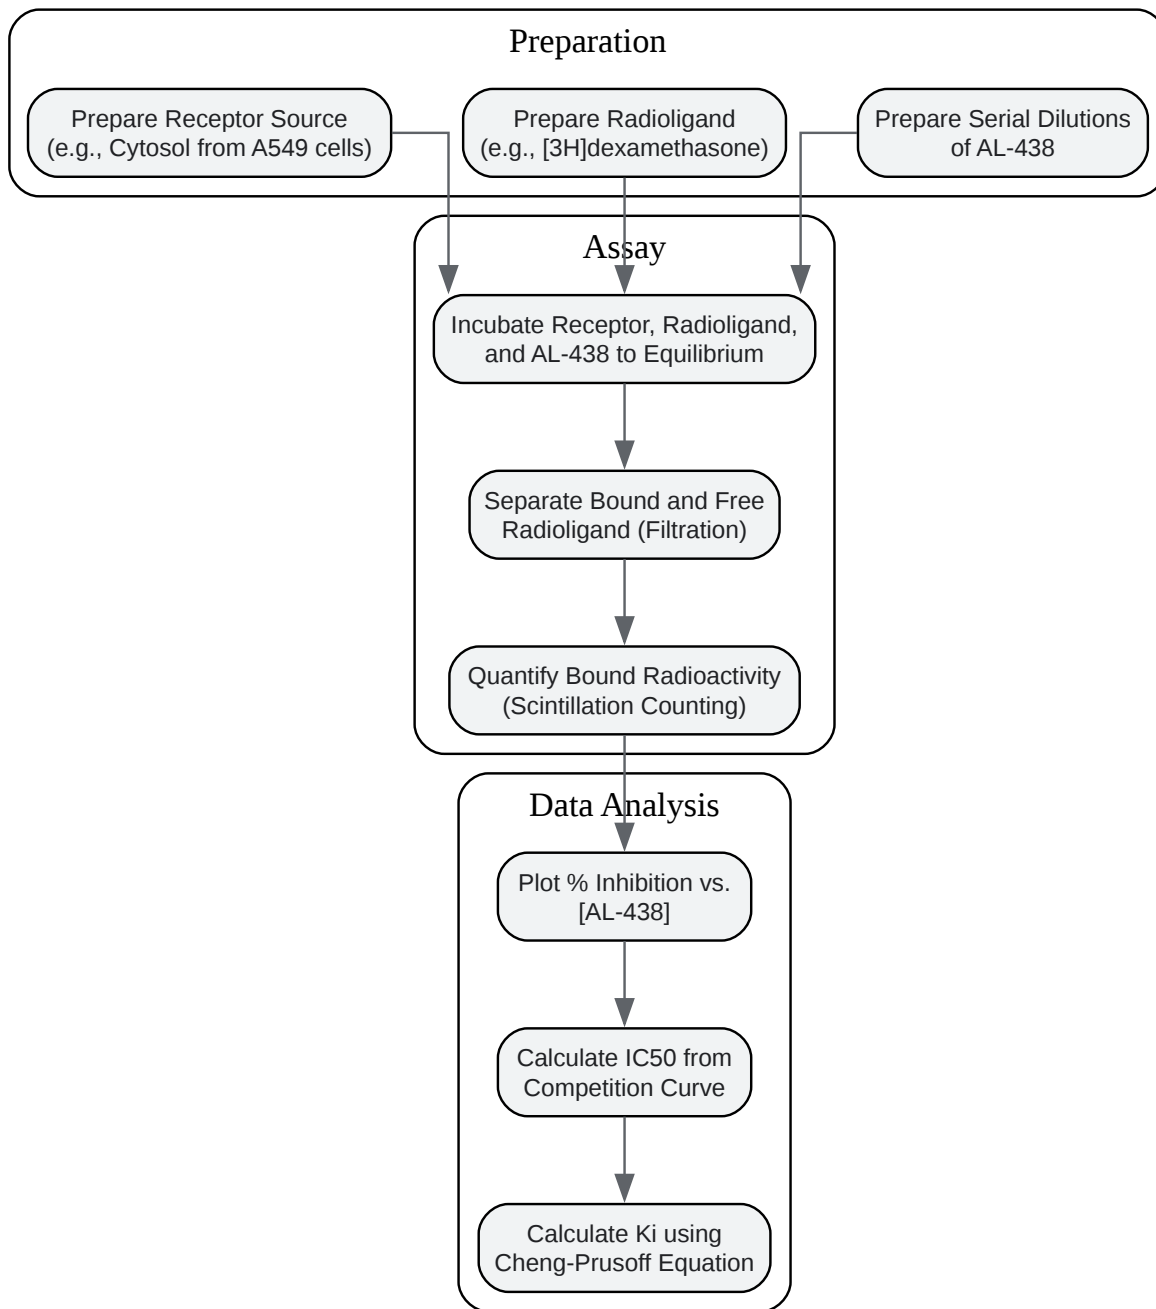 Preparation
Prepare Receptor Source
(e.g., Cytosol from A549 cells)
Prepare Radioligand
(e.g., [3H]dexamethasone)
Prepare Serial Dilutions
of AL-438
Assay
Incubate Receptor, Radioligand,
and AL-438 to Equilibrium
Separate Bound and Free
Radioligand (Filtration)
Quantify Bound Radioactivity
(Scintillation Counting)
Data Analysis
Plot % Inhibition vs.
[AL-438]
Calculate IC50 from
Competition Curve
Calculate Ki using
Cheng-Prusoff Equation